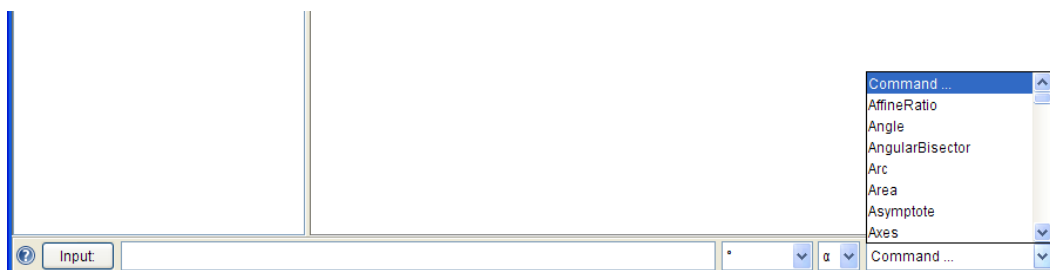 Command ...
AffineRatio
Angle
AngularBisector
Arc
Area
Asymptote
Axes
Input: ° α Command ...